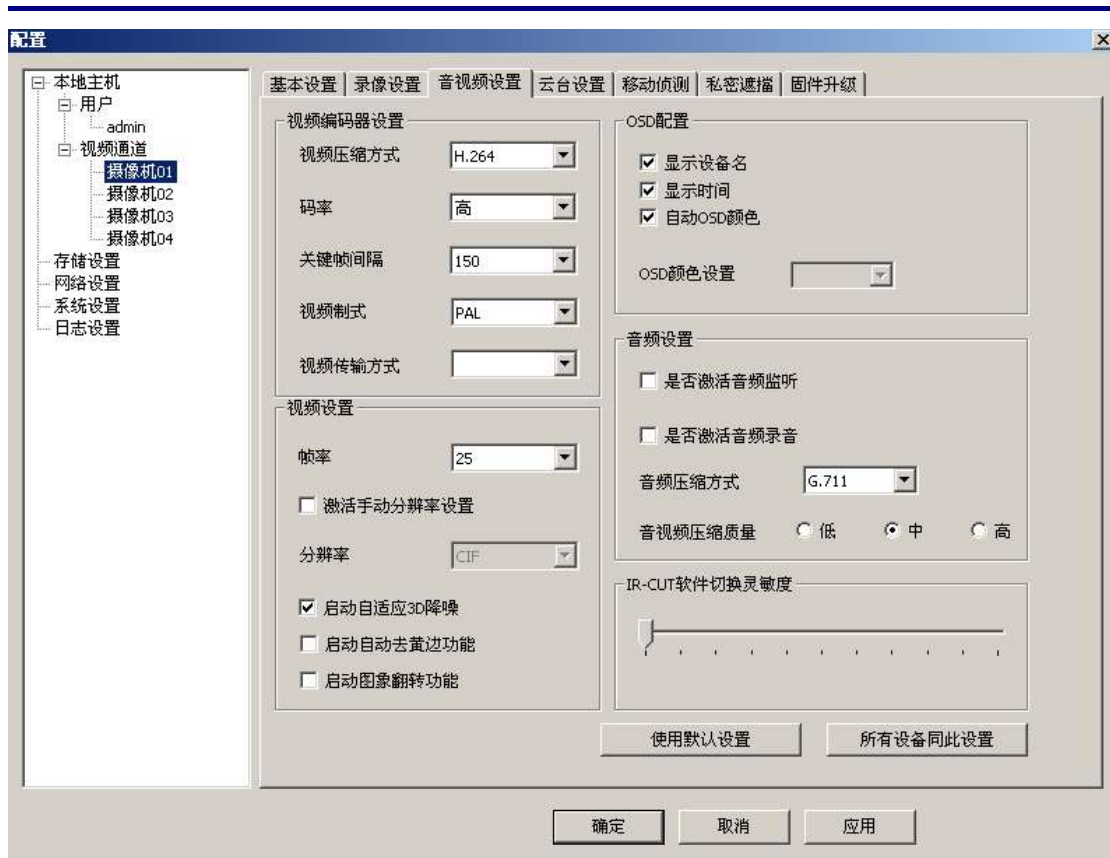 配置
本地主机
用户
admin
视频通道
摄像机01
摄像机02
摄像机03
摄像机04
存储设置
网络设置
系统设置
日志设置
基本设置 录像设置 音视频设置 云台设置 移动侦测 私密遮挡 固件升级
视频编码器设置
视频压缩方式 H.264
码率 高
关键帧间隔 150
视频制式 PAL
视频传输方式
视频设置
帧率 25
激活手动分辨率设置
分辨率 CIF
启动自适应3D降噪
启动自动去黄边功能
启动图象翻转功能
OSD配置
显示设备名
显示时间
自动OSD颜色
OSD颜色设置
音频设置
是否激活音频监听
是否激活音频录音
音频压缩方式 G.711
音视频压缩质量 低 中 高
IR-CUT软件切换灵敏度
使用默认设置 所有设备同此设置
确定 取消 应用